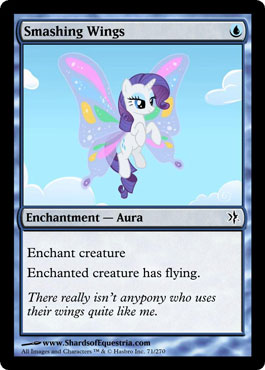 Smashing Wings
Enchantment — Aura
Enchant creature
Enchanted creature has flying.
There really isn't anypony who uses
their wings quite like me.
www.ShardsofEquestria.com
All Images and Characters ™ & © Hasbro Inc. 71/270